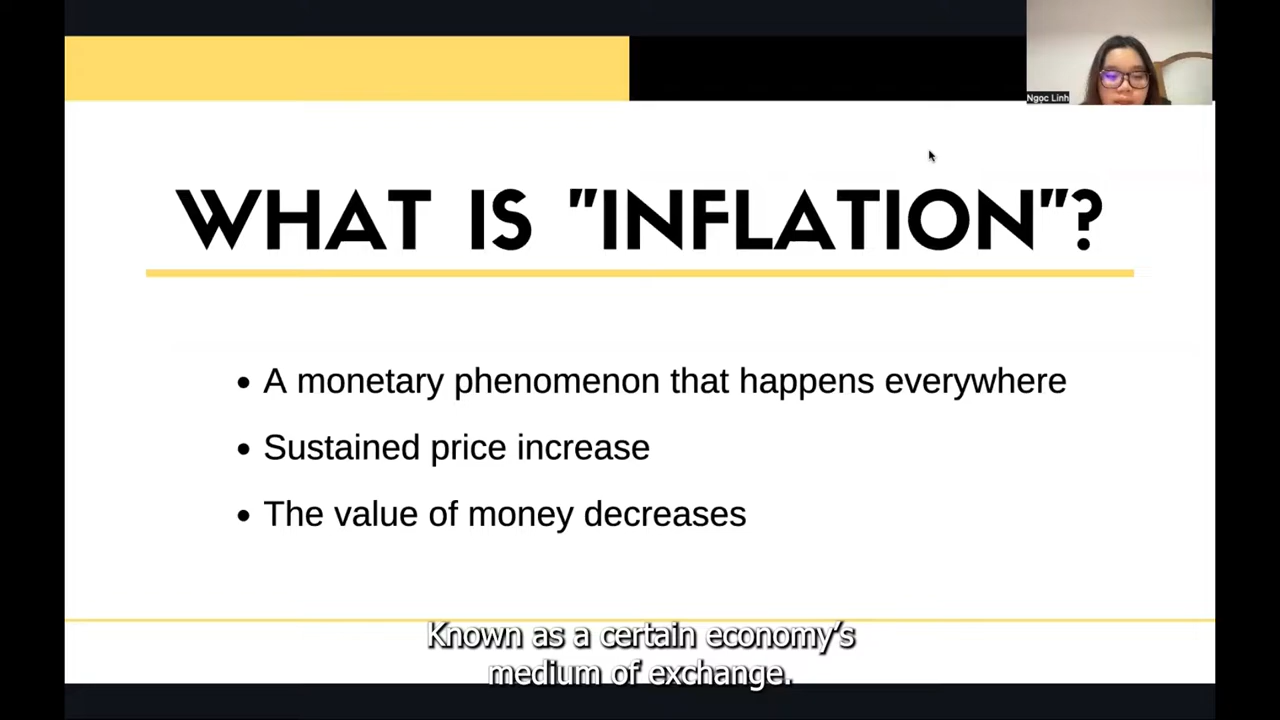 Ngọc Linh
WHAT IS "INFLATION"?
• A monetary phenomenon that happens everywhere
• Sustained price increase
• The value of money decreases
Known as a certain economy's
medium of exchange.